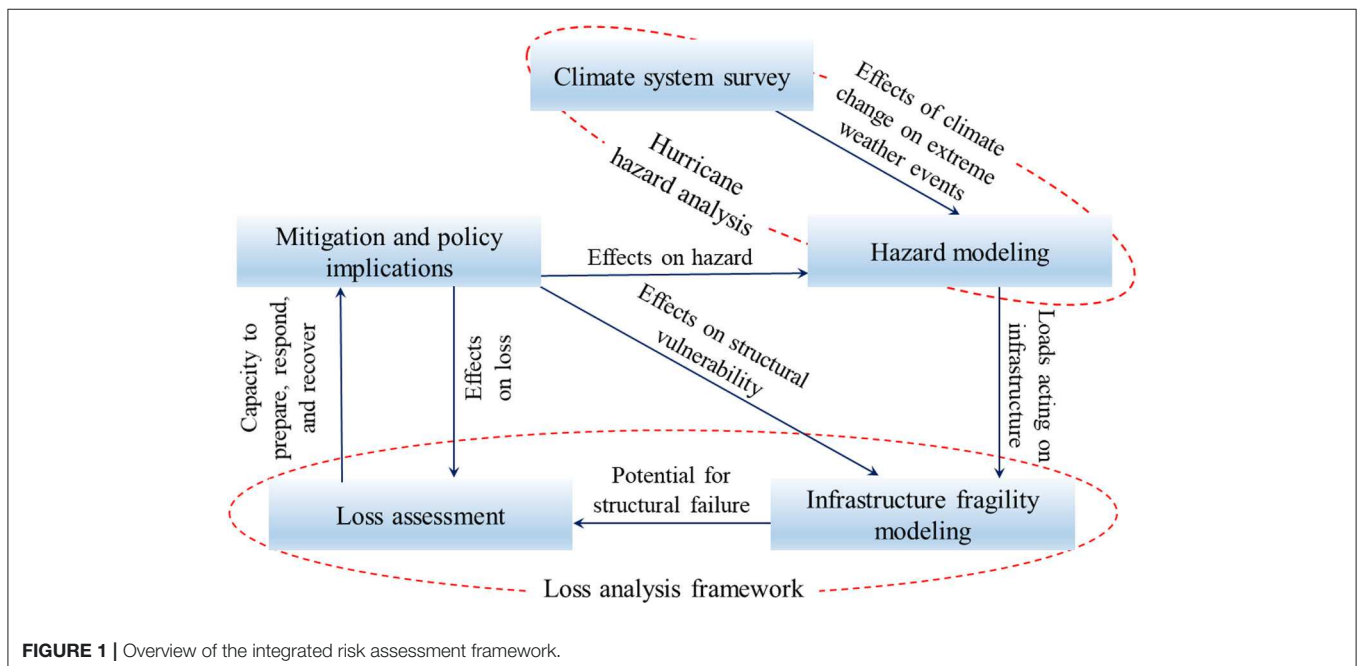 Climate system survey
Effects of climate
change on extreme
weather events
Hurricane
hazard analysis
Mitigation and policy
implications
Effects on hazard
Hazard modeling
Capacity to
prepare, respond,
and recover
Effects
on loss
Effects on structural
vulnerability
Loads acting on
infrastructure
Potential for
structural failure
Loss assessment
Infrastructure fragility
modeling
Loss analysis framework
FIGURE 1 | Overview of the integrated risk assessment framework.